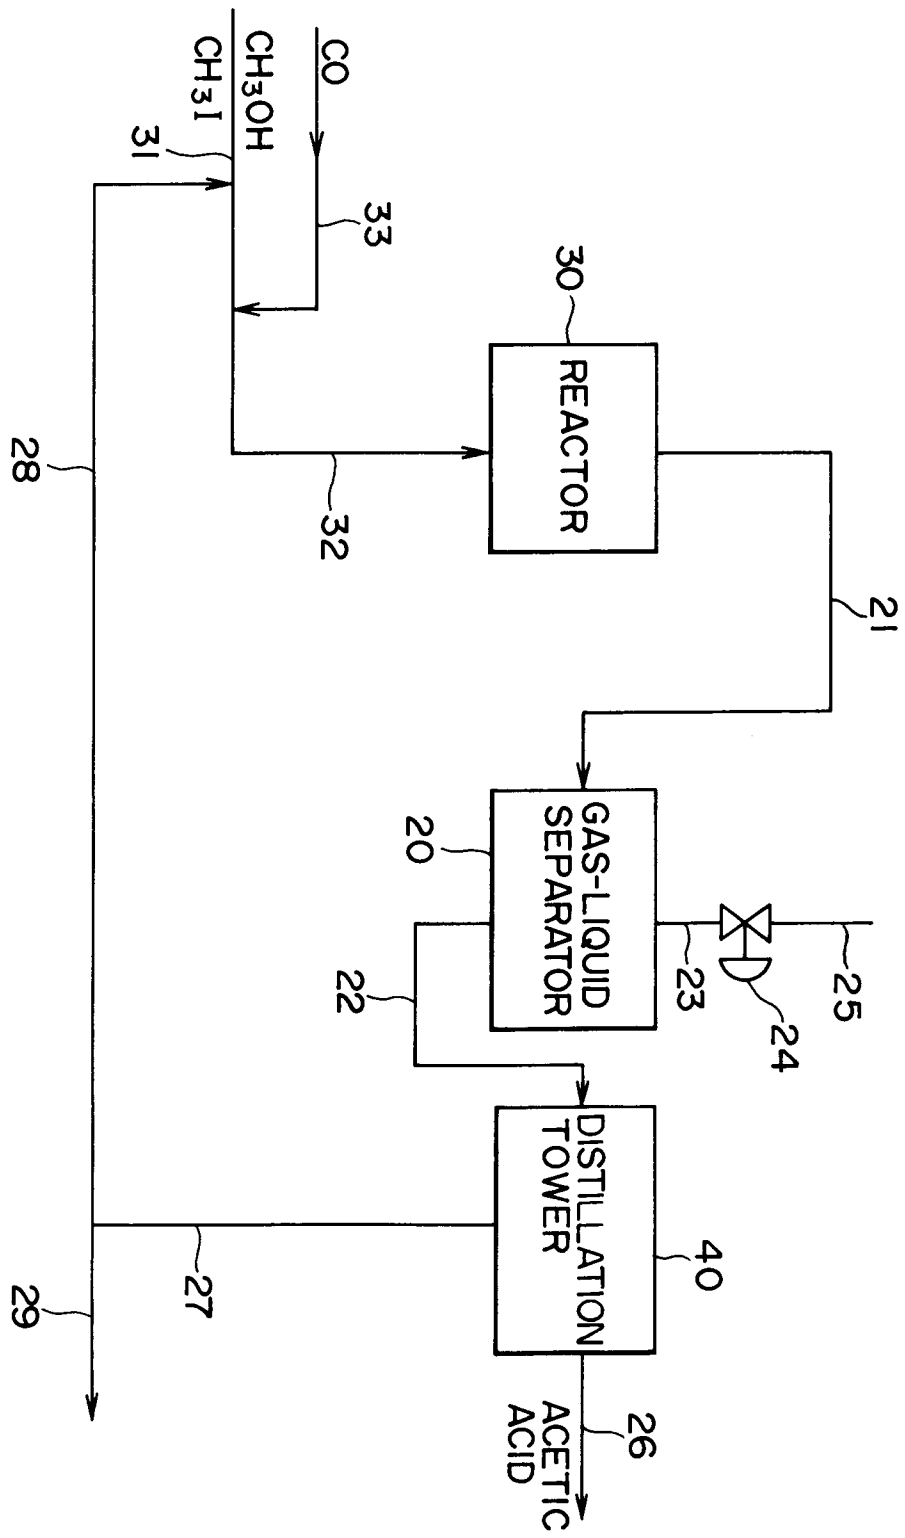 21
25
24
40
23
26
30
REACTOR
GAS-LIQUID
SEPARATOR
DISTILLATION
TOWER
ACETIC
ACID
20
33
22
CO
32
CH₃OH
CH₃I
27
31
28
29